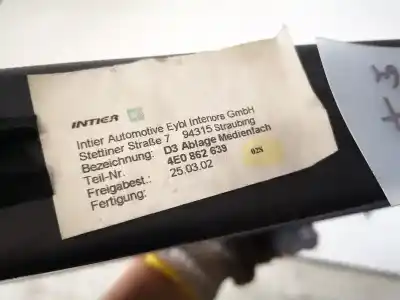 INTIER
Intier Automotive Eybl Interiors GmbH
Stettiner Straße 7 94315 Straubing
Bezeichnung: D3 Ablage Medienfach
Teil-Nr. 4E0 862 639
Freigabest.: 25.03.02
Fertigung:
028